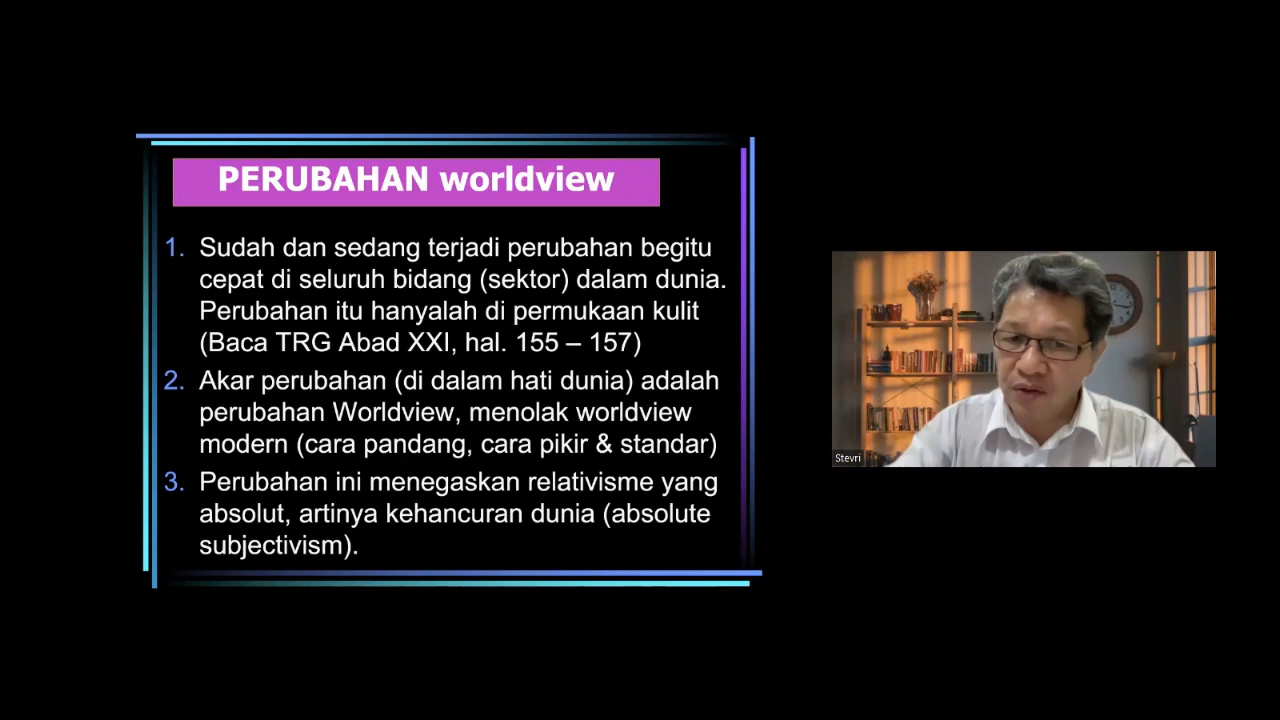 PERUBAHAN worldview
1. Sudah dan sedang terjadi perubahan begitu
cepat di seluruh bidang (sektor) dalam dunia.
Perubahan itu hanyalah di permukaan kulit
(Baca TRG Abad XXI, hal. 155 – 157)
2. Akar perubahan (di dalam hati dunia) adalah
perubahan Worldview, menolak worldview
modern (cara pandang, cara pikir & standar)
3. Perubahan ini menegaskan relativisme yang
absolut, artinya kehancuran dunia (absolute
subjectivism).
Stevri